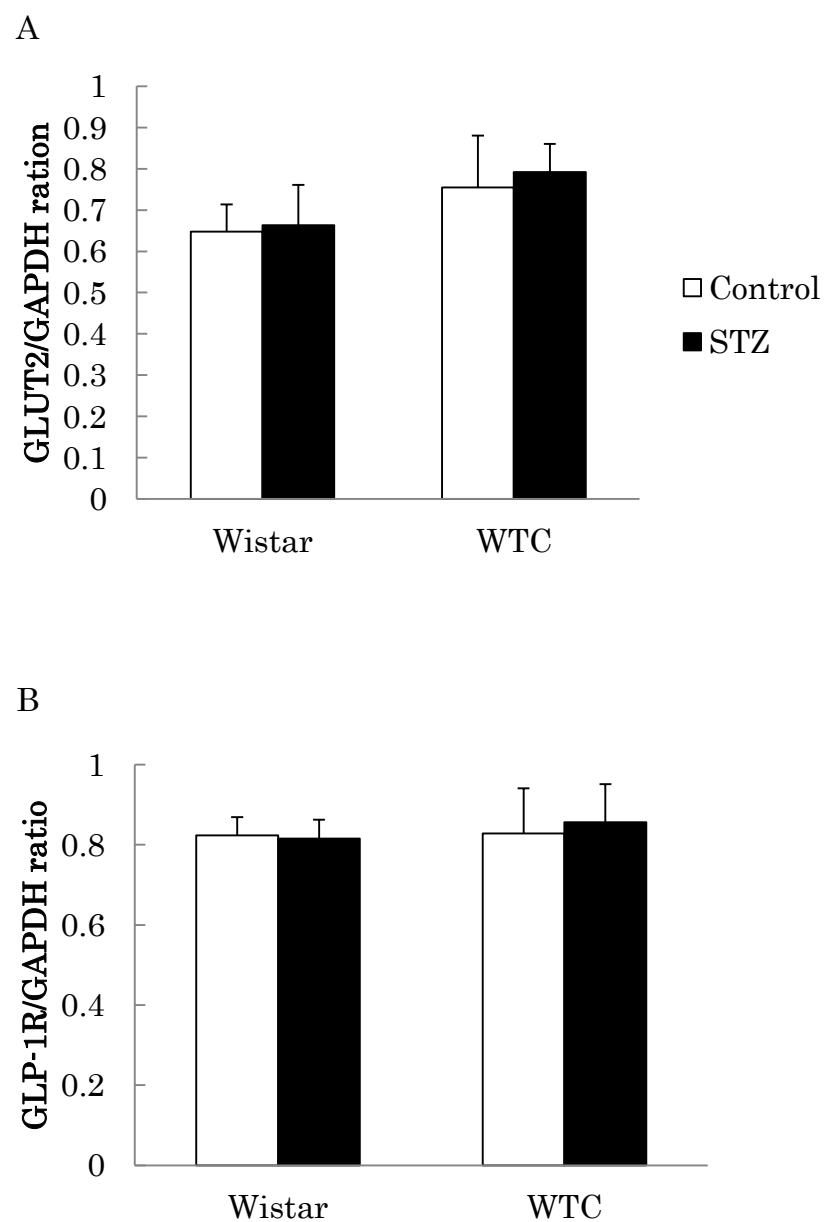 A
GLUT2/GAPDH ration
1
0.9
0.8
0.7
0.6
0.5
0.4
0.3
0.2
0.1
0
Wistar WTC
Control
STZ
B
GLP-1R/GAPDH ratio
1
0.8
0.6
0.4
0.2
0
Wistar WTC